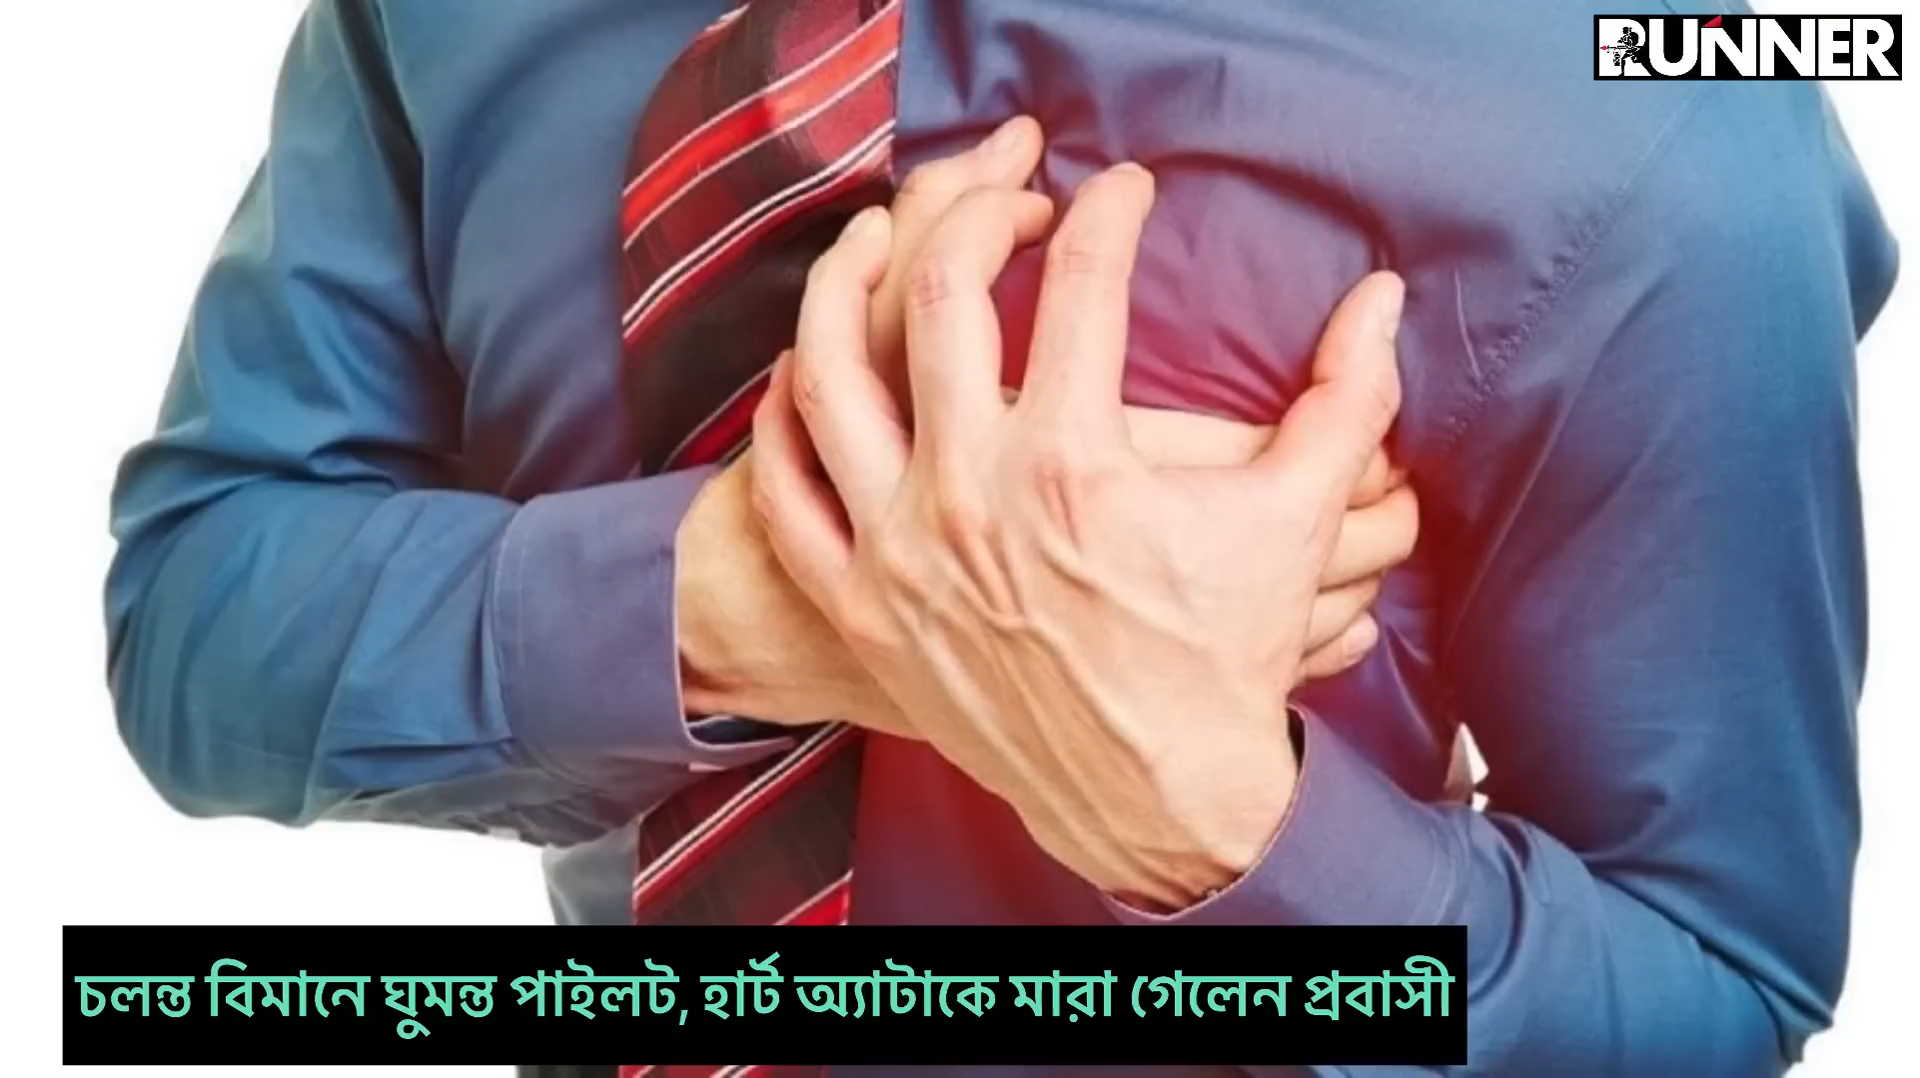 RUNNER
চলন্ত বিমানে ঘুমন্ত পাইলট, হার্ট অ্যাটাকে মারা গেলেন প্রবাসী